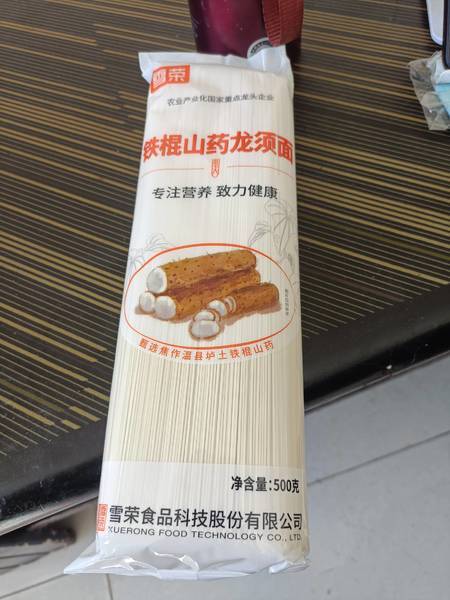 雪荣
农业产业化国家重点龙头企业
铁棍山药龙须面
专注营养 致力健康
甄选焦作温县垆土铁棍山药
净含量:500克
雪荣食品科技股份有限公司
XUERONG FOOD TECHNOLOGY CO., LTD.